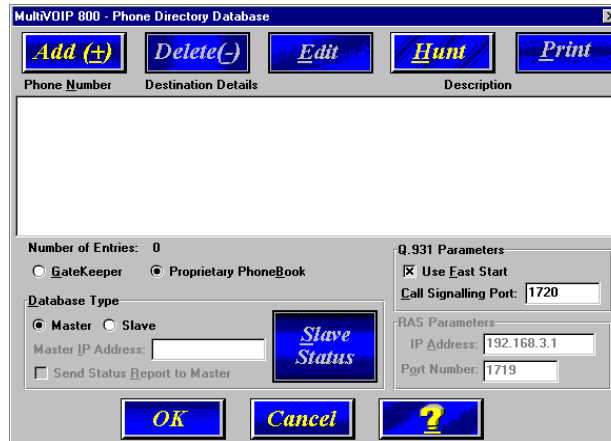 MultiVOIP 800 - Phone Directory Database
Add (+) Delete(-) Edit Hunt Print
Phone Number Destination Details Description
Number of Entries: 0
GateKeeper Proprietary PhoneBook
Database Type
Master Slave
Master IP Address:
Send Status Report to Master
Slave
Status
Q.931 Parameters
Use Fast Start
Call Signalling Port: 1720
RAS Parameters
IP Address: 192.168.3.1
Port Number: 1719
OK Cancel ?